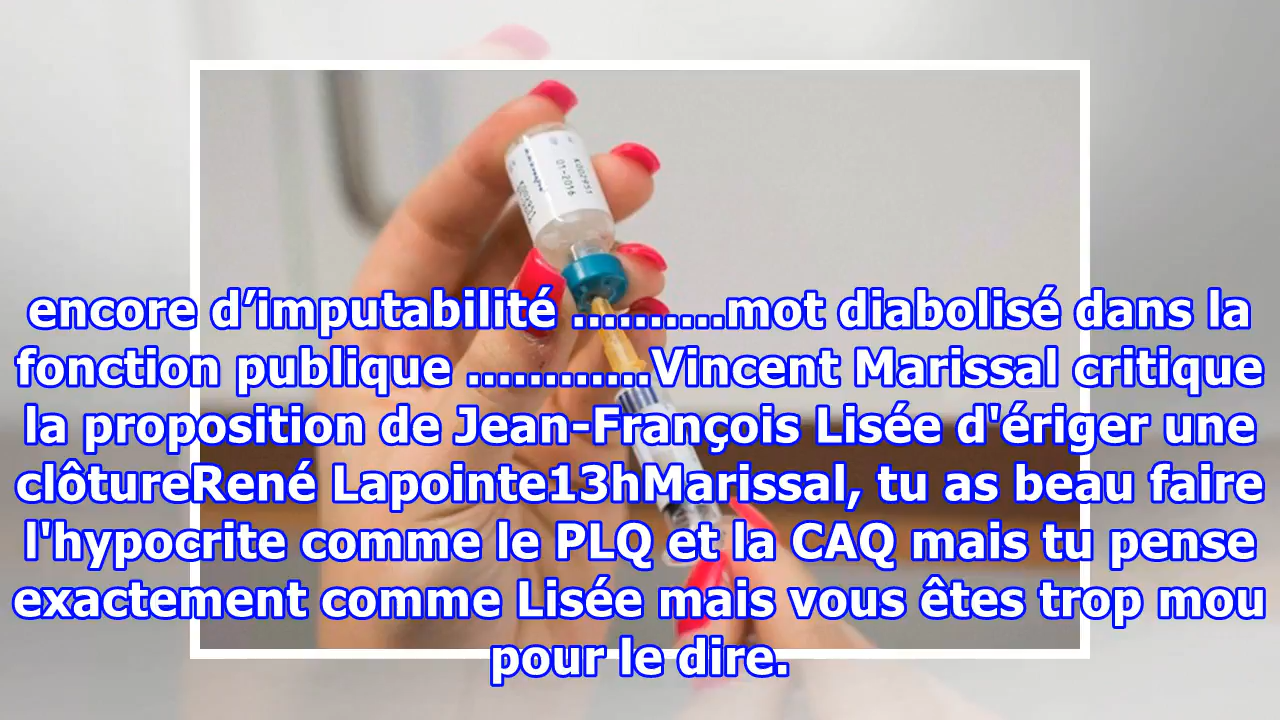 01-2016
encore d’imputabilité ..........mot diabolisé dans la
fonction publique ............Vincent Marissal critique
la proposition de Jean-François Lisée d'ériger une
clôtureRené Lapointe13hMarissal, tu as beau faire
l'hypocrite comme le PLQ et la CAQ mais tu pense
exactement comme Lisée mais vous êtes trop mou
pour le dire.